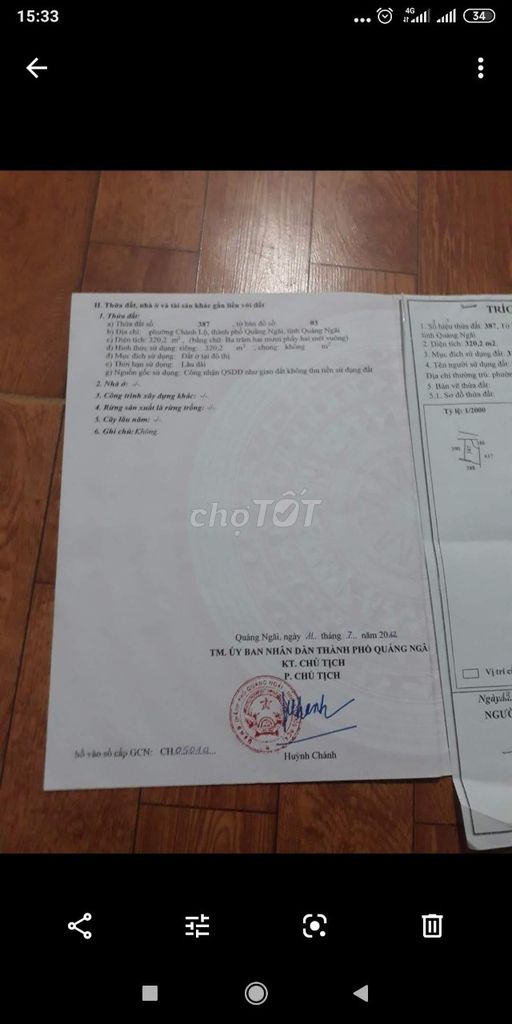 15:33
4G
34
II. Thửa đất, nhà ở và tài sản khác gắn liền với đất
1. Thửa đất:
a) Thửa đất số: 387 , tờ bản đồ số: 03
b) Địa chỉ: phường Chánh Lộ, thành phố Quảng Ngãi, tỉnh Quảng Ngãi
c) Diện tích: 320,2 m², (bằng chữ: Ba trăm hai mươi phẩy hai mét vuông)
d) Hình thức sử dụng: riêng: 320,2 m² , chung: không m²
đ) Mục đích sử dụng: Đất ở tại đô thị
e) Thời hạn sử dụng: Lâu dài
g) Nguồn gốc sử dụng: Công nhận QSDĐ như giao đất không thu tiền sử dụng đất
2. Nhà ở: -/-
3. Công trình xây dựng khác: -/-
4. Rừng sản xuất là rừng trồng: -/-
5. Cây lâu năm: -/-
6. Ghi chú: Không.
chợTỐT
Quảng Ngãi, ngày 11 tháng 7 năm 2012
TM. ỦY BAN NHÂN DÂN THÀNH PHỐ QUẢNG NGÃ
KT. CHỦ TỊCH
P. CHỦ TỊCH
Huỳnh Chánh
Số vào sổ cấp GCN: CH
TRÍC
1. Số hiệu thửa đất: 387, Tờ
tỉnh Quảng Ngãi
2. Diện tích: 320,2 m2.
3. Mục đích sử dụng đất:
4. Tên người sử dụng đất
Địa chỉ thường trú: phườn
5. Bản vẽ thửa đất:
5.1. Sơ đồ thửa đất:
Tỷ lệ: 1/2000
386
390
387
417
388
Vị trí c
Ngày
NGƯỜ